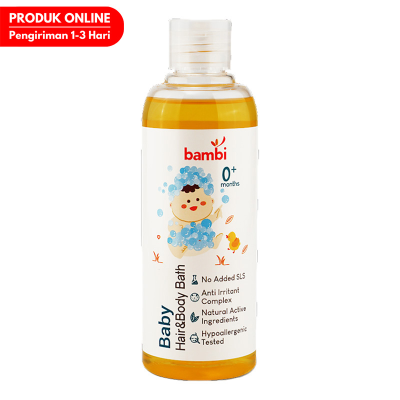 PRODUK ONLINE
Pengiriman 1-3 Hari
bambi
0+
months
Baby
Hair&Body Bath
No Added SLS
Anti Irritant
Complex
Natural Active
Ingredients
Hypoallergenic
Tested